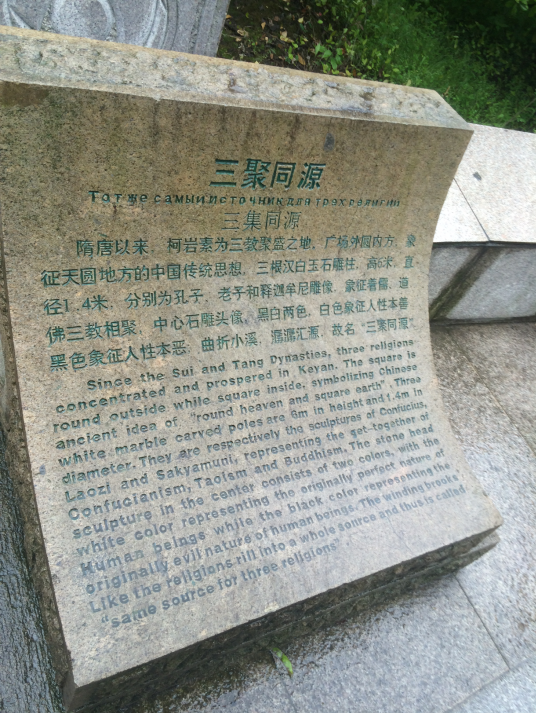 三聚同源
Тот же самыи источник для трех религий
三集同源
隋唐以来，柯岩素为三教聚盛之地，广场外圆内方，象
征天圆地方的中国传统思想，三根汉白玉石雕柱，高6米，直
径1.4米，分别为孔子，老子和释迦牟尼雕像，象征著儒，道
佛三教相聚，中心石雕头像，黑白两色，白色象征人性本善
黑色象征人性本恶，曲折小溪，潺潺汇源，故名“三聚同源”
Since the Sui and Tang Dynasties, three religions
concentrated and prospered in Keyan. The square is
round outside while square inside, symbolizing Chinese
ancient idea of "round heaven and square earth". Three
white marble carved poles are 6m in height and 1.4m in
diameter. They are respectively the sculptures of Confucius
Laozi and Sakyamuni, representing the get-together of
Confucianism, Taoism and Buddhism. The stone head
sculpture in the center consists of two colors, with the
white color representing the originally perfect nature of
Human beings while the black color representing the
originally evil nature of human beings. The winding breaks
Like the religions rill into a whole source and thus is called
"same source for three religions"